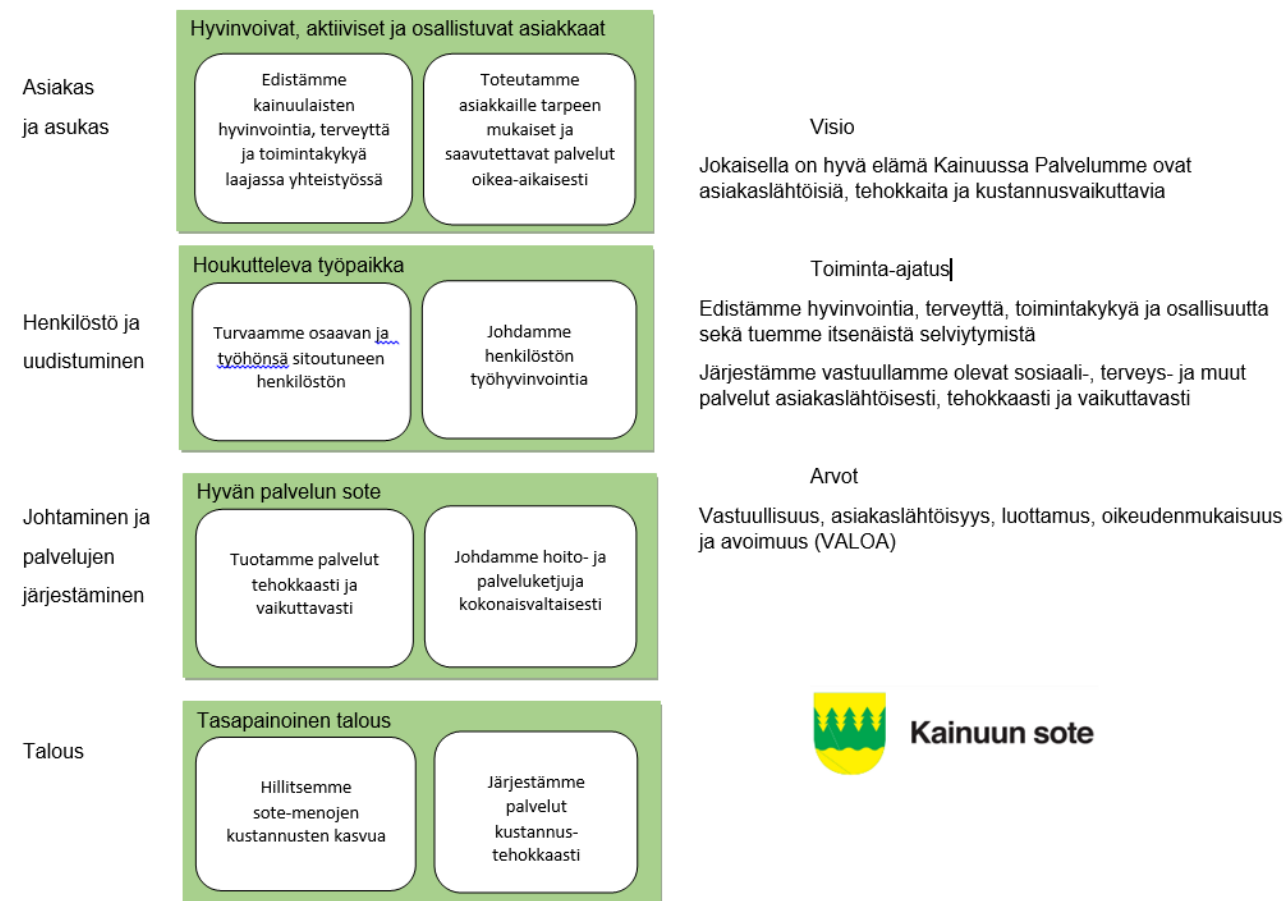 Hyvinvoivat, aktiiviset ja osallistuvat asiakkaat
Asiakas
ja asukas
Edistämme
kainuulaisten
hyvinvointia, terveyttä
ja toimintakykyä
laajassa yhteistyössä
Toteutamme
asiakkaille tarpeen
mukaiset ja
saavutettavat palvelut
oikea-aikaisesti
Houkutteleva työpaikka
Henkilöstö ja
uudistuminen
Turvaamme osaavan ja
työhönsä sitoutuneen
henkilöstön
Johdamme
henkilöstön
työhyvinvointia
Hyvän palvelun sote
Johtaminen ja
palvelujen
järjestäminen
Tuotamme palvelut
tehokkaasti ja
vaikuttavasti
Johdamme hoito- ja
palveluketjuja
kokonaisvaltaisesti
Tasapainoinen talous
Talous
Hillitsemme
sote-menojen
kustannusten kasvua
Järjestämme
palvelut
kustannus-
tehokkaasti
Visio
Jokaisella on hyvä elämä Kainuussa Palvelumme ovat
asiakaslähtöisiä, tehokkaita ja kustannusvaikuttavia
Toiminta-ajatus
Edistämme hyvinvointia, terveyttä, toimintakykyä ja osallisuutta
sekä tuemme itsenäistä selviytymistä
Järjestämme vastuullamme olevat sosiaali-, terveys- ja muut
palvelut asiakaslähtöisesti, tehokkaasti ja vaikuttavasti
Arvot
Vastuullisuus, asiakaslähtöisyys, luottamus, oikeudenmukaisuus
ja avoimuus (VALOA)
Kainuun sote